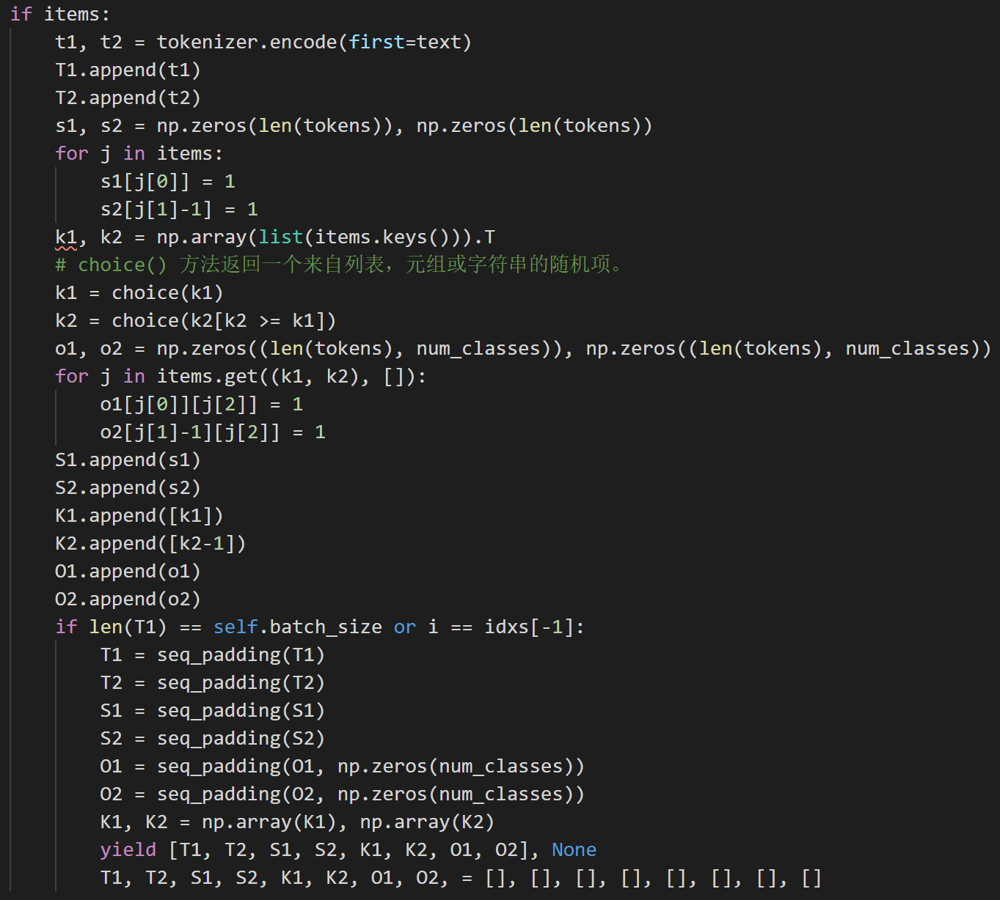 if items:
    t1, t2 = tokenizer.encode(first=text)
    T1.append(t1)
    T2.append(t2)
    s1, s2 = np.zeros(len(tokens)), np.zeros(len(tokens))
    for j in items:
        s1[j[0]] = 1
        s2[j[1]-1] = 1
    k1, k2 = np.array(list(items.keys())).T
    # choice() 方法返回一个来自列表，元组或字符串的随机项。
    k1 = choice(k1)
    k2 = choice(k2[k2 >= k1])
    o1, o2 = np.zeros((len(tokens), num_classes)), np.zeros((len(tokens), num_classes))
    for j in items.get((k1, k2), []):
        o1[j[0]][j[2]] = 1
        o2[j[1]-1][j[2]] = 1
    S1.append(s1)
    S2.append(s2)
    K1.append([k1])
    K2.append([k2-1])
    O1.append(o1)
    O2.append(o2)
    if len(T1) == self.batch_size or i == idxs[-1]:
        T1 = seq_padding(T1)
        T2 = seq_padding(T2)
        S1 = seq_padding(S1)
        S2 = seq_padding(S2)
        O1 = seq_padding(O1, np.zeros(num_classes))
        O2 = seq_padding(O2, np.zeros(num_classes))
        K1, K2 = np.array(K1), np.array(K2)
        yield [T1, T2, S1, S2, K1, K2, O1, O2], None
        T1, T2, S1, S2, K1, K2, O1, O2, = [], [], [], [], [], [], [], []